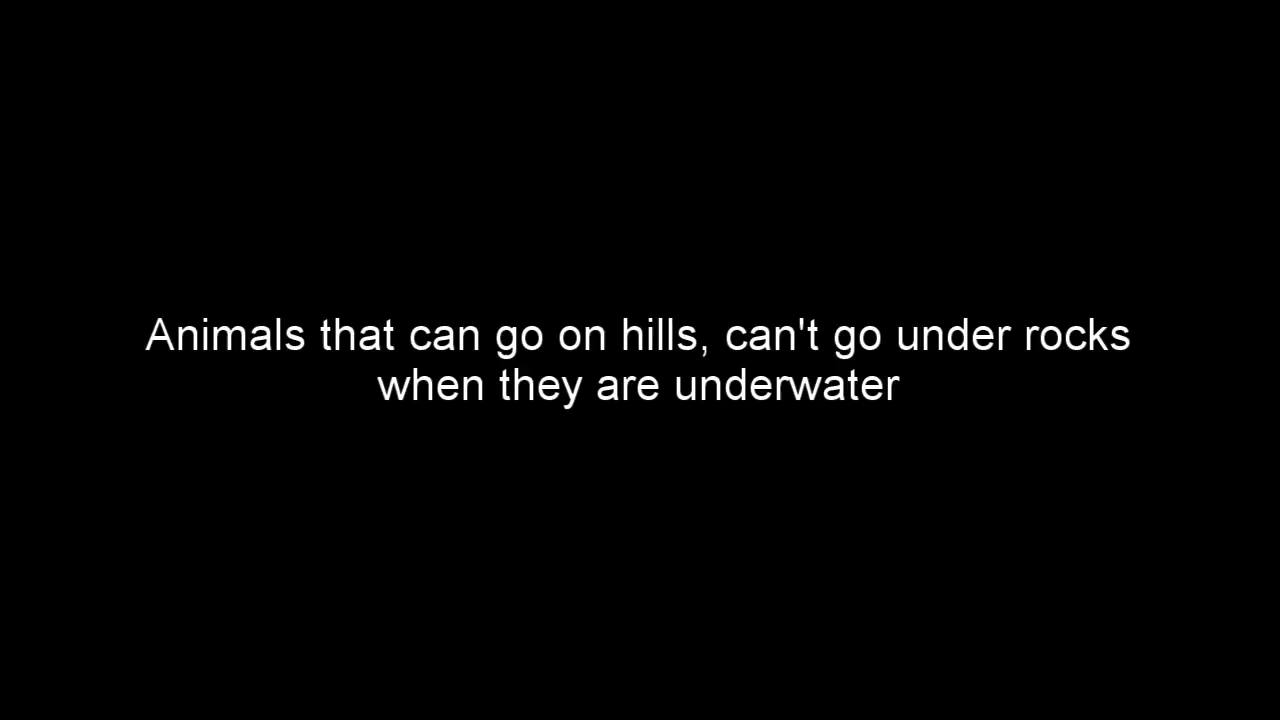 Animals that can go on hills, can't go under rocks
when they are underwater